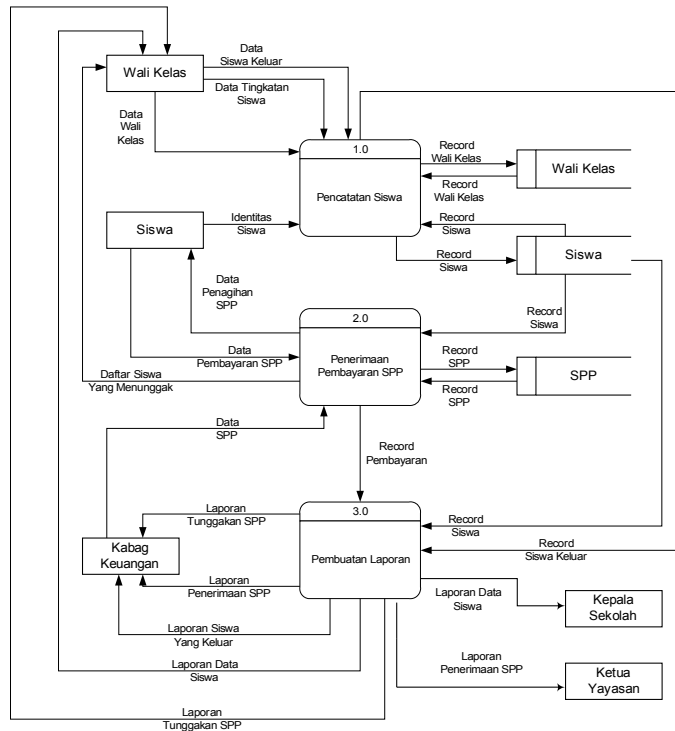 Data
Siswa Keluar
Wali Kelas
Data Tingkatan
Siswa
Data
Wali
Kelas
1.0
Pencatatan Siswa
Record
Wali Kelas
Record
Wali Kelas
Wali Kelas
Siswa
Identitas
Siswa
Record
Siswa
Record
Siswa
Siswa
Data
Penagihan
SPP
Record
Siswa
2.0
Penerimaan
Pembayaran SPP
Data
Pembayaran SPP
Daftar Siswa
Yang Menunggak
Record
SPP
Record
SPP
SPP
Data
SPP
Record
Pembayaran
Laporan
Tunggakan SPP
3.0
Pembuatan Laporan
Record
Siswa
Record
Siswa Keluar
Kabag
Keuangan
Laporan
Penerimaan SPP
Laporan Data
Siswa
Kepala
Sekolah
Laporan Siswa
Yang Keluar
Laporan Data
Siswa
Laporan
Penerimaan SPP
Ketua
Yayasan
Laporan
Tunggakan SPP